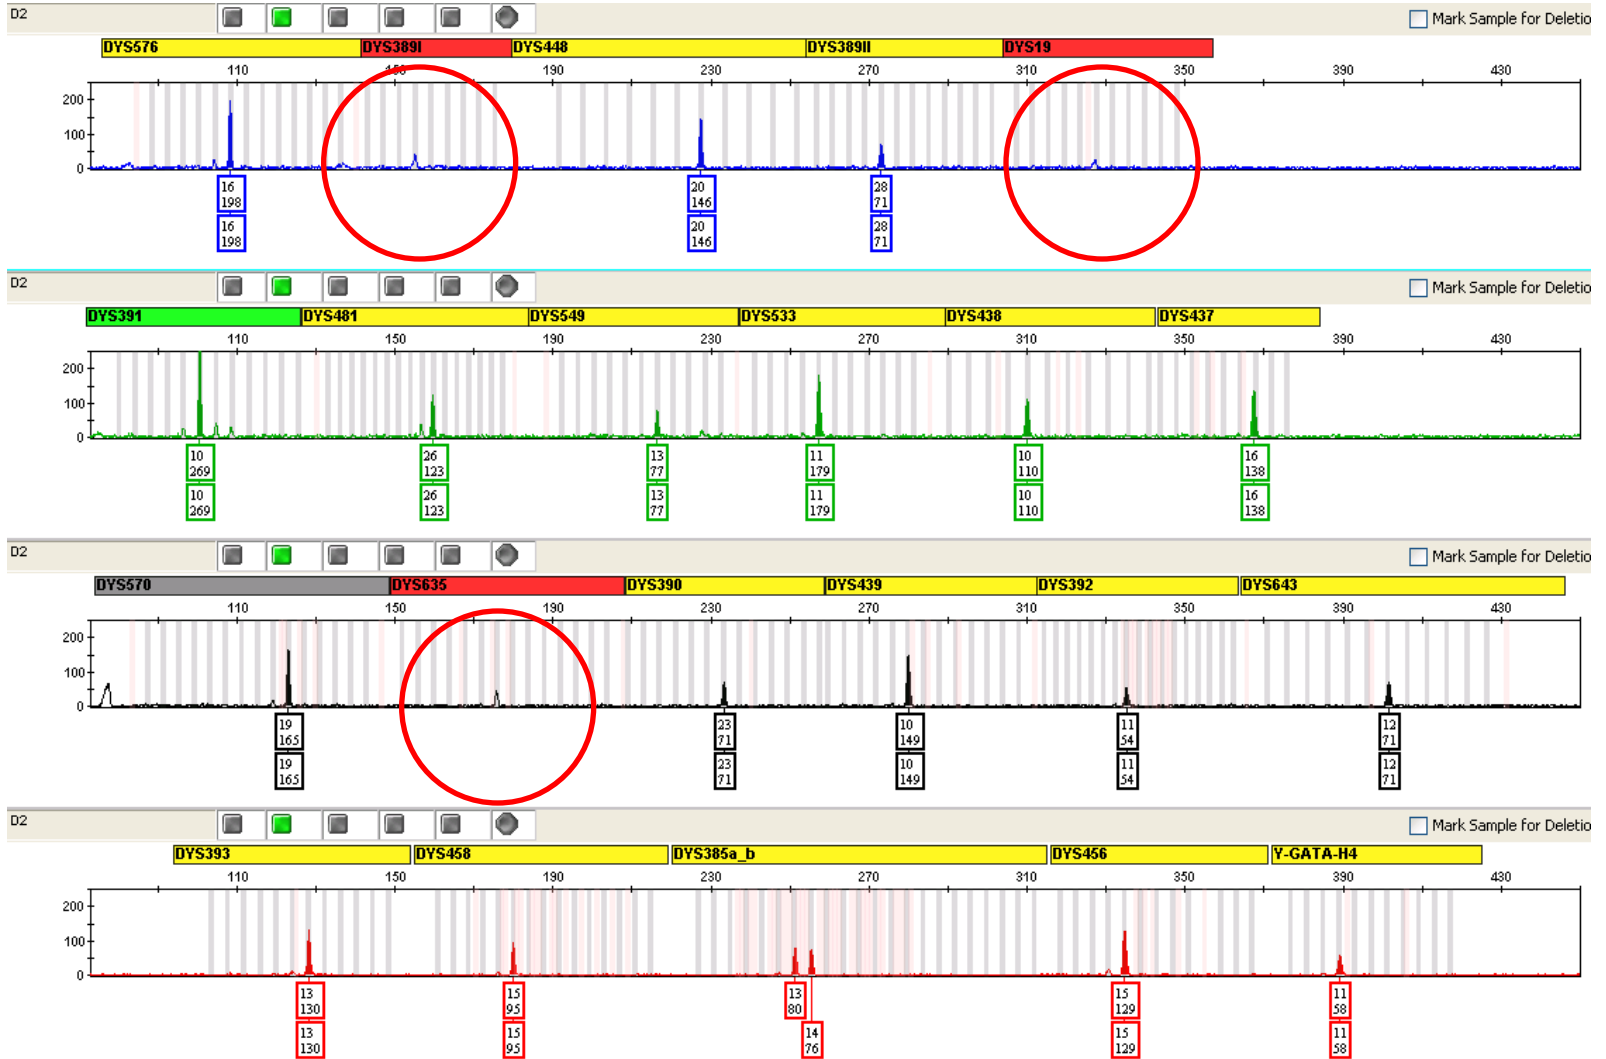 D2
Mark Sample for Deletio
DYS576 DYS389I DYS448 DYS389II DYS19
110 150 190 230 270 310 350 390 430
200
100
0
16 20 28
198 146 71
16 20 28
198 146 71
D2
Mark Sample for Deletio
DYS391 DYS481 DYS549 DYS533 DYS438 DYS437
110 150 190 230 270 310 350 390 430
200
100
0
10 26 13 11 10 16
269 123 77 179 110 138
10 26 13 11 10 16
269 123 77 179 110 138
D2
Mark Sample for Deletio
DYS570 DYS635 DYS390 DYS439 DYS392 DYS643
110 150 190 230 270 310 350 390 430
200
100
0
19 23 10 11 12
165 71 149 54 71
19 23 10 11 12
165 71 149 54 71
D2
Mark Sample for Deletio
DYS393 DYS458 DYS385a_b DYS456 Y-GATA-H4
110 150 190 230 270 310 350 390 430
200
100
0
13 15 13 15 11
130 95 80 129 58
13 15 14 15 11
130 95 76 129 58